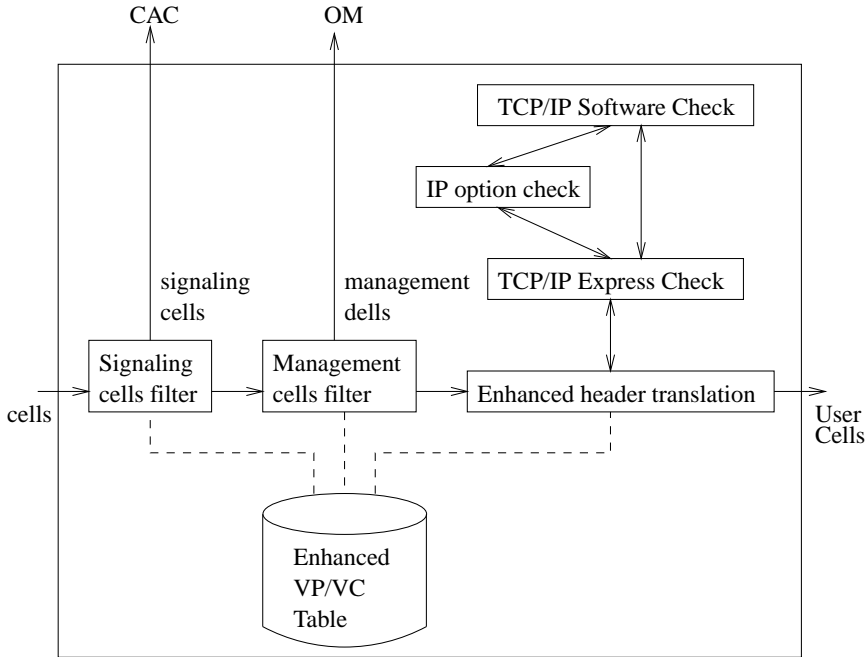 CAC
OM
TCP/IP Software Check
IP option check
signaling
cells
management
dells
TCP/IP Express Check
Signaling
cells filter
Management
cells filter
Enhanced header translation
cells
User
Cells
Enhanced
VP/VC
Table